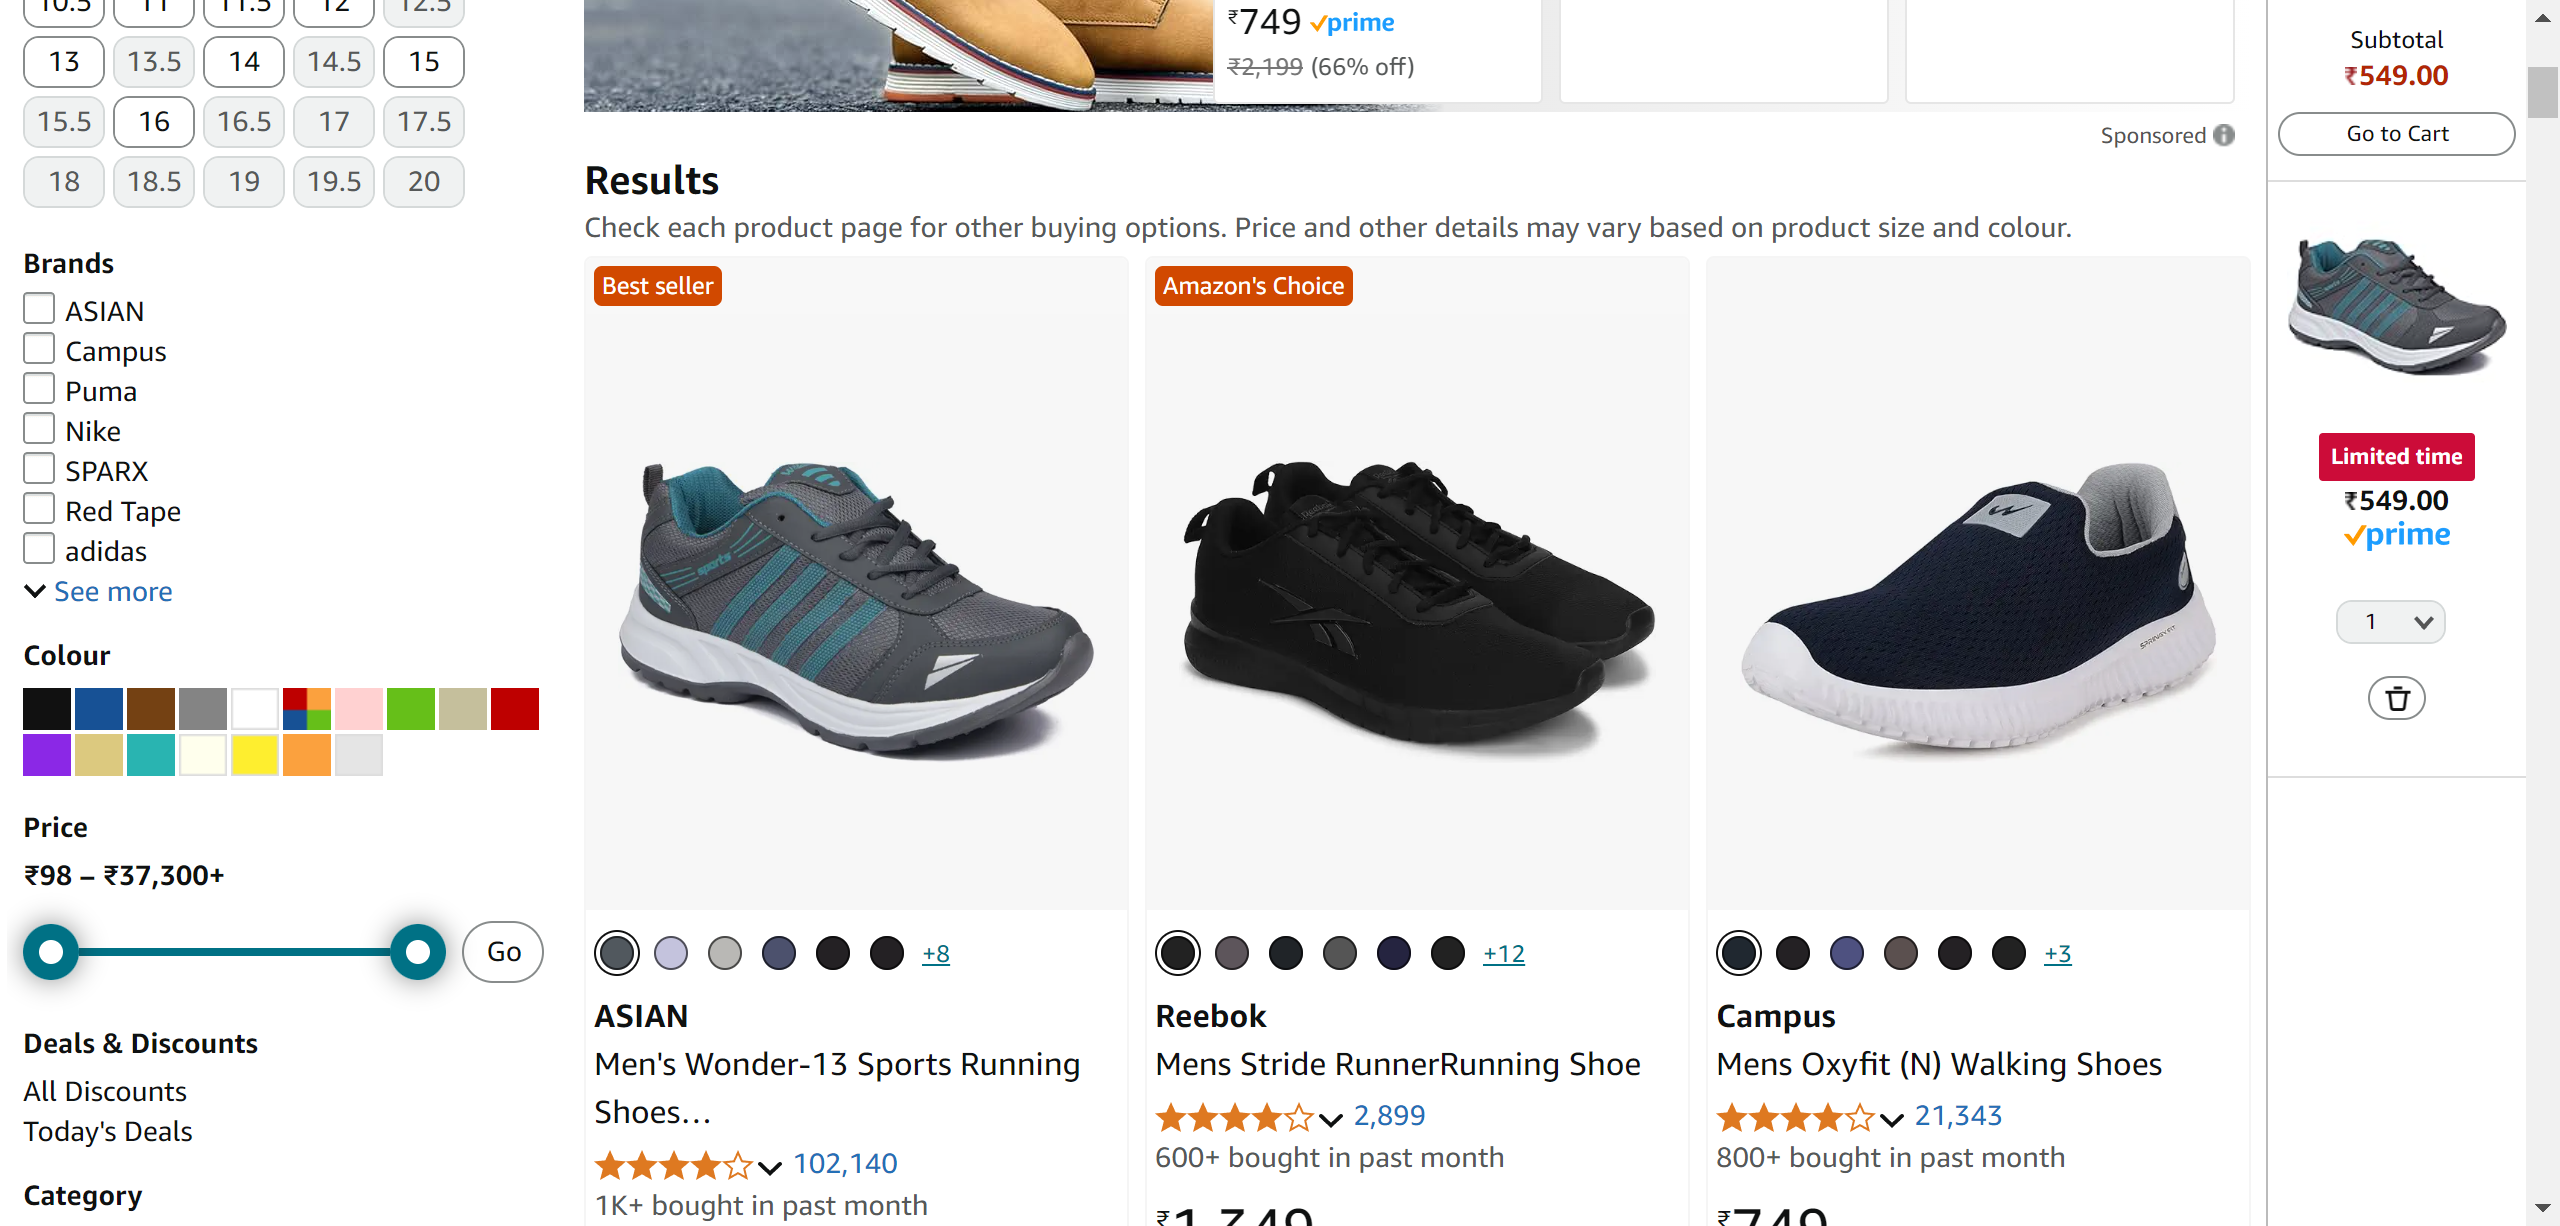 10.5 11 11.5 12 12.5
13 13.5 14 14.5 15
15.5 16 16.5 17 17.5
18 18.5 19 19.5 20
Brands
ASIAN
Campus
Puma
Nike
SPARX
Red Tape
adidas
See more
Colour
Price
₹98 – ₹37,300+
Go
Deals & Discounts
All Discounts
Today's Deals
Category
₹749 prime
₹2,199 (66% off)
Sponsored
Results
Check each product page for other buying options. Price and other details may vary based on product size and colour.
Best seller
sports
+8
ASIAN
Men's Wonder-13 Sports Running
Shoes…
102,140
1K+ bought in past month
Amazon's Choice
Reebok
+12
Reebok
Mens Stride RunnerRunning Shoe
2,899
600+ bought in past month
₹1,349
+3
Campus
Mens Oxyfit (N) Walking Shoes
21,343
800+ bought in past month
₹749
Subtotal
₹549.00
Go to Cart
Limited time
₹549.00
prime
1